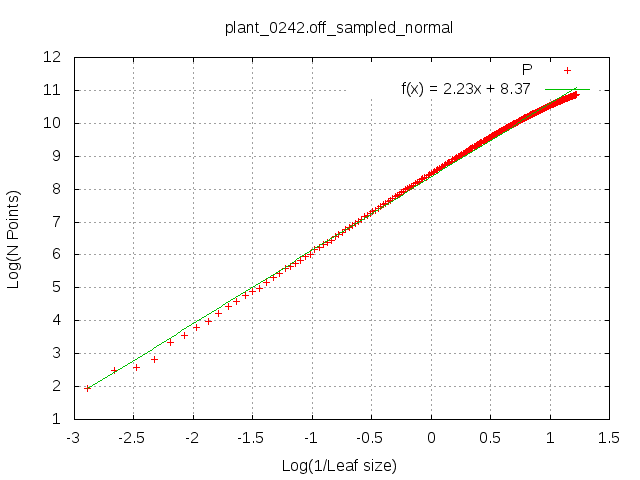 plant_0242.off_sampled_normal
12
11
10
9
8
7
6
5
4
3
2
1
P
f(x) = 2.23x + 8.37
Log(N Points)
-3 -2.5 -2 -1.5 -1 -0.5 0 0.5 1 1.5
Log(1/Leaf size)